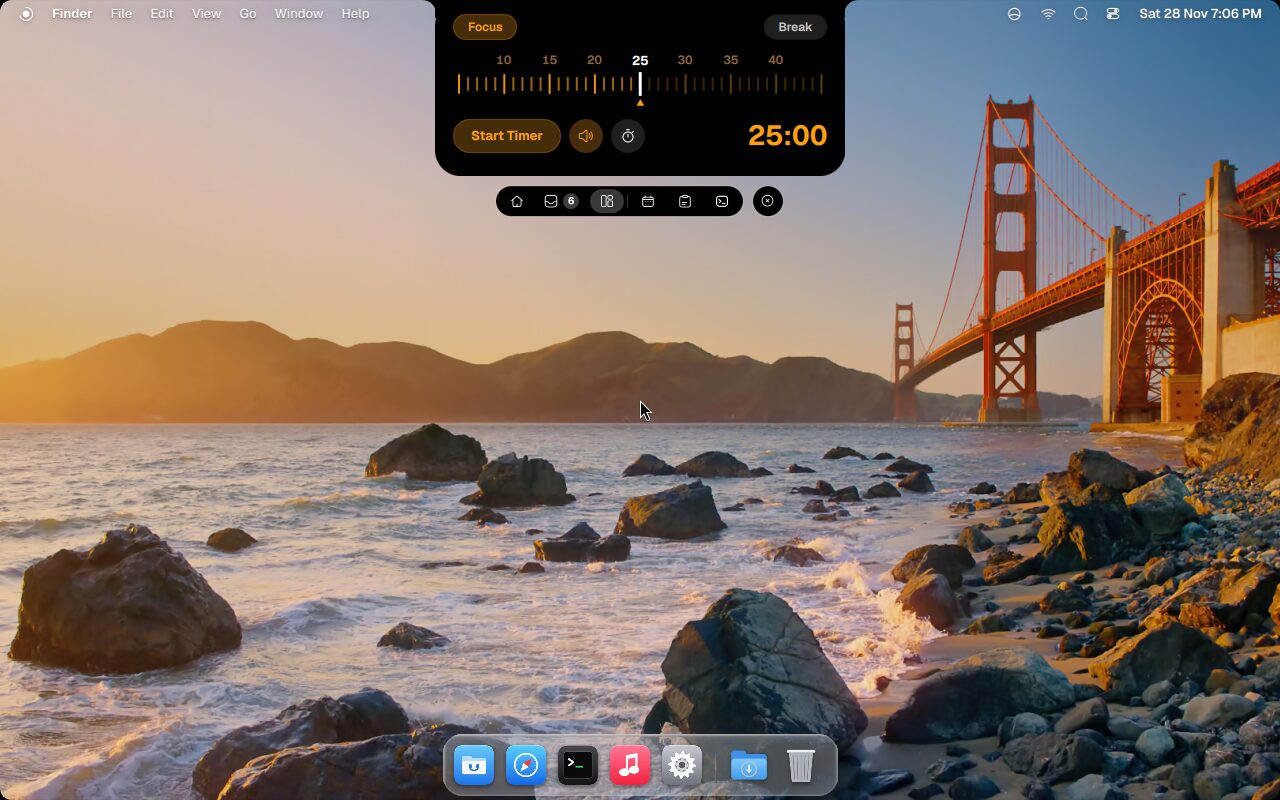 Finder File Edit View Go Window Help
Sat 28 Nov 7:06 PM
Focus Break
10 15 20 25 30 35 40
Start Timer 25:00
6